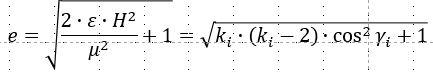 e = √(2 · ε · H² / μ² + 1) = √(kᵢ · (kᵢ − 2) · cos² γᵢ + 1)